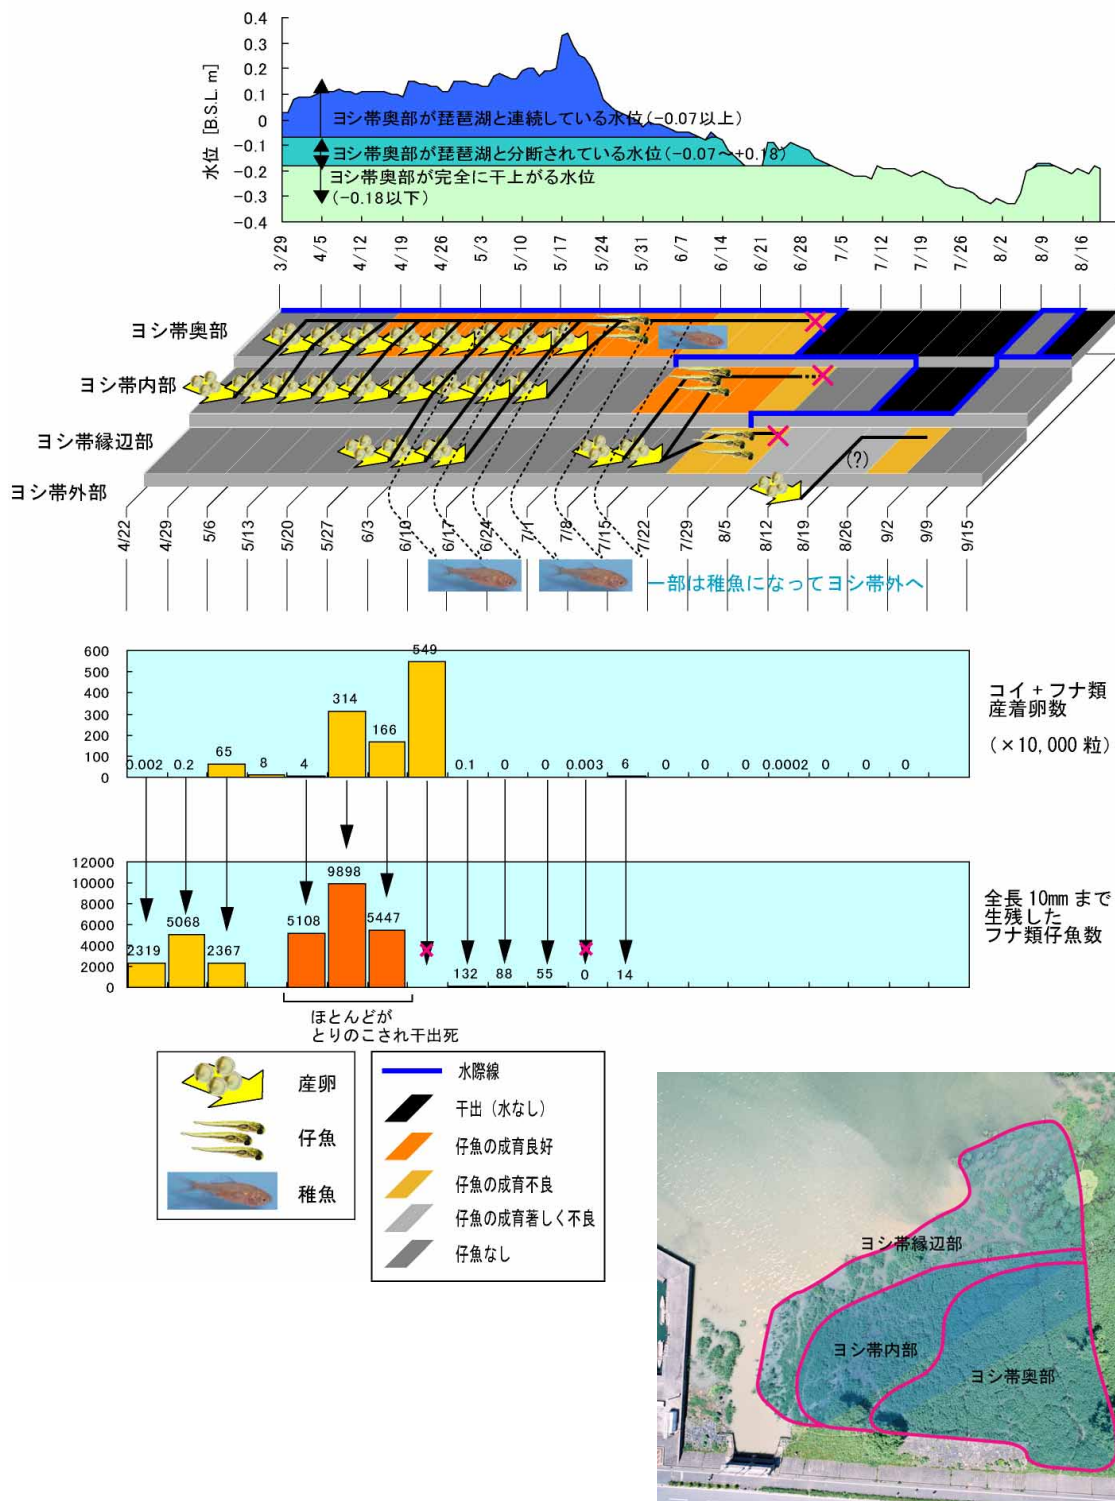 0.4
0.3
0.2
0.1
0
-0.1
-0.2
-0.3
-0.4
水位 [B.S.L. m]
ヨシ帯奥部が琵琶湖と連続している水位(-0.07以上)
ヨシ帯奥部が琵琶湖と分断されている水位(-0.07〜+0.18)
ヨシ帯奥部が完全に干上がる水位
(-0.18以下)
3/29 4/5 4/12 4/19 4/26 5/3 5/10 5/17 5/24 5/31 6/7 6/14 6/21 6/28 7/5 7/12 7/19 7/26 8/2 8/9 8/16
ヨシ帯奥部
ヨシ帯内部
ヨシ帯縁辺部
ヨシ帯外部
(?)
4/22 4/29 5/6 5/13 5/20 5/27 6/3 6/10 6/17 6/24 7/1 7/8 7/15 7/22 7/29 8/5 8/12 8/19 8/26 9/2 9/9 9/15
一部は稚魚になってヨシ帯外へ
600
500
400
300
200
100
0
0.002 0.2 65 8 4 314 166 549 0.1 0 0 0.003 6 0 0 0 0.0002 0 0 0
コイ + フナ類
産着卵数
(×10,000 粒)
12000
10000
8000
6000
4000
2000
0
2319 5068 2367 5108 9898 5447 132 88 55 0 14
全長 10mm まで
生残した
フナ類仔魚数
ほとんどが
とりのこされ干出死
産卵
仔魚
稚魚
水際線
干出（水なし）
仔魚の成育良好
仔魚の成育不良
仔魚の成育著しく不良
仔魚なし
ヨシ帯縁辺部
ヨシ帯内部
ヨシ帯奥部